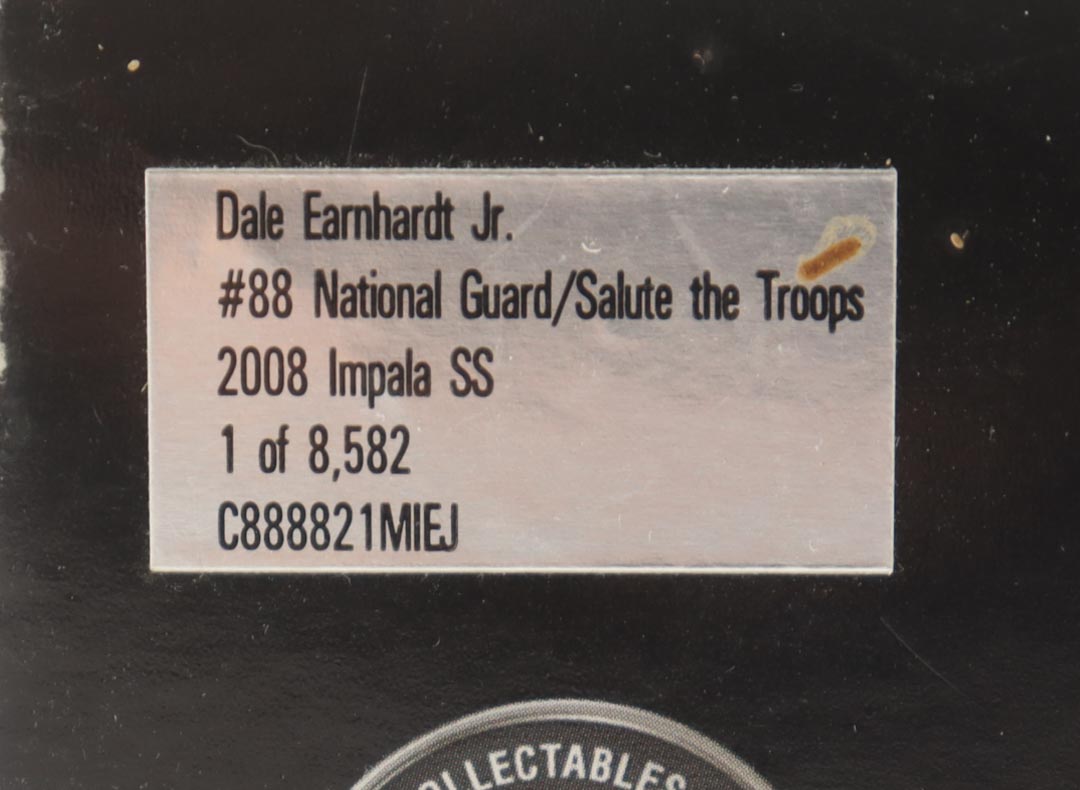 Dale Earnhardt Jr.
#88 National Guard/Salute the Troops
2008 Impala SS
1 of 8,582
C888821MIEJ